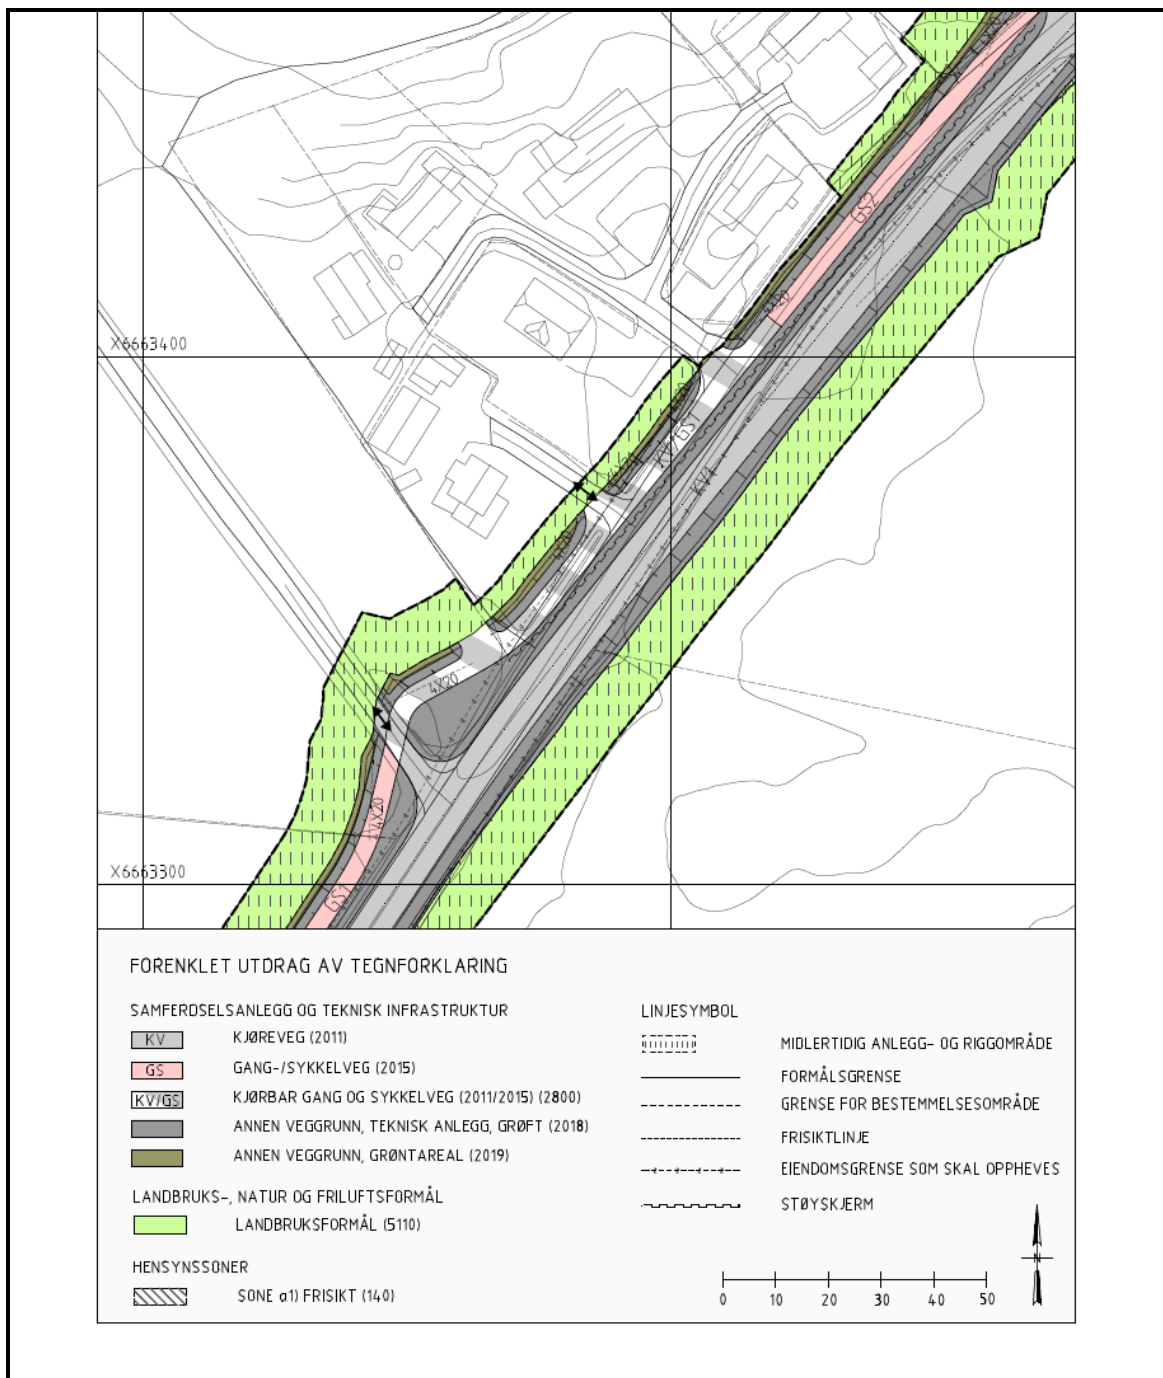 GS2
4X20
X6663400
KV/GS1
4X20
KV1
4X20
4X20
GS1
X6663300
FORENKLET UTDRAG AV TEGNFORKLARING
SAMFERDSELSANLEGG OG TEKNISK INFRASTRUKTUR
KV KJØREVEG (2011)
GS GANG-/SYKKELVEG (2015)
KV/GS KJØRBAR GANG OG SYKKELVEG (2011/2015) (2800)
ANNEN VEGGRUNN, TEKNISK ANLEGG, GRØFT (2018)
ANNEN VEGGRUNN, GRØNTAREAL (2019)
LANDBRUKS-, NATUR OG FRILUFTSFORMÅL
LANDBRUKSFORMÅL (5110)
HENSYNSSONER
SONE a1) FRISIKT (140)
LINJESYMBOL
MIDLERTIDIG ANLEGG- OG RIGGOMRÅDE
FORMÅLSGRENSE
GRENSE FOR BESTEMMELSESOMRÅDE
FRISIKTLINJE
EIENDOMSGRENSE SOM SKAL OPPHEVES
STØYSKJERM
N
0 10 20 30 40 50